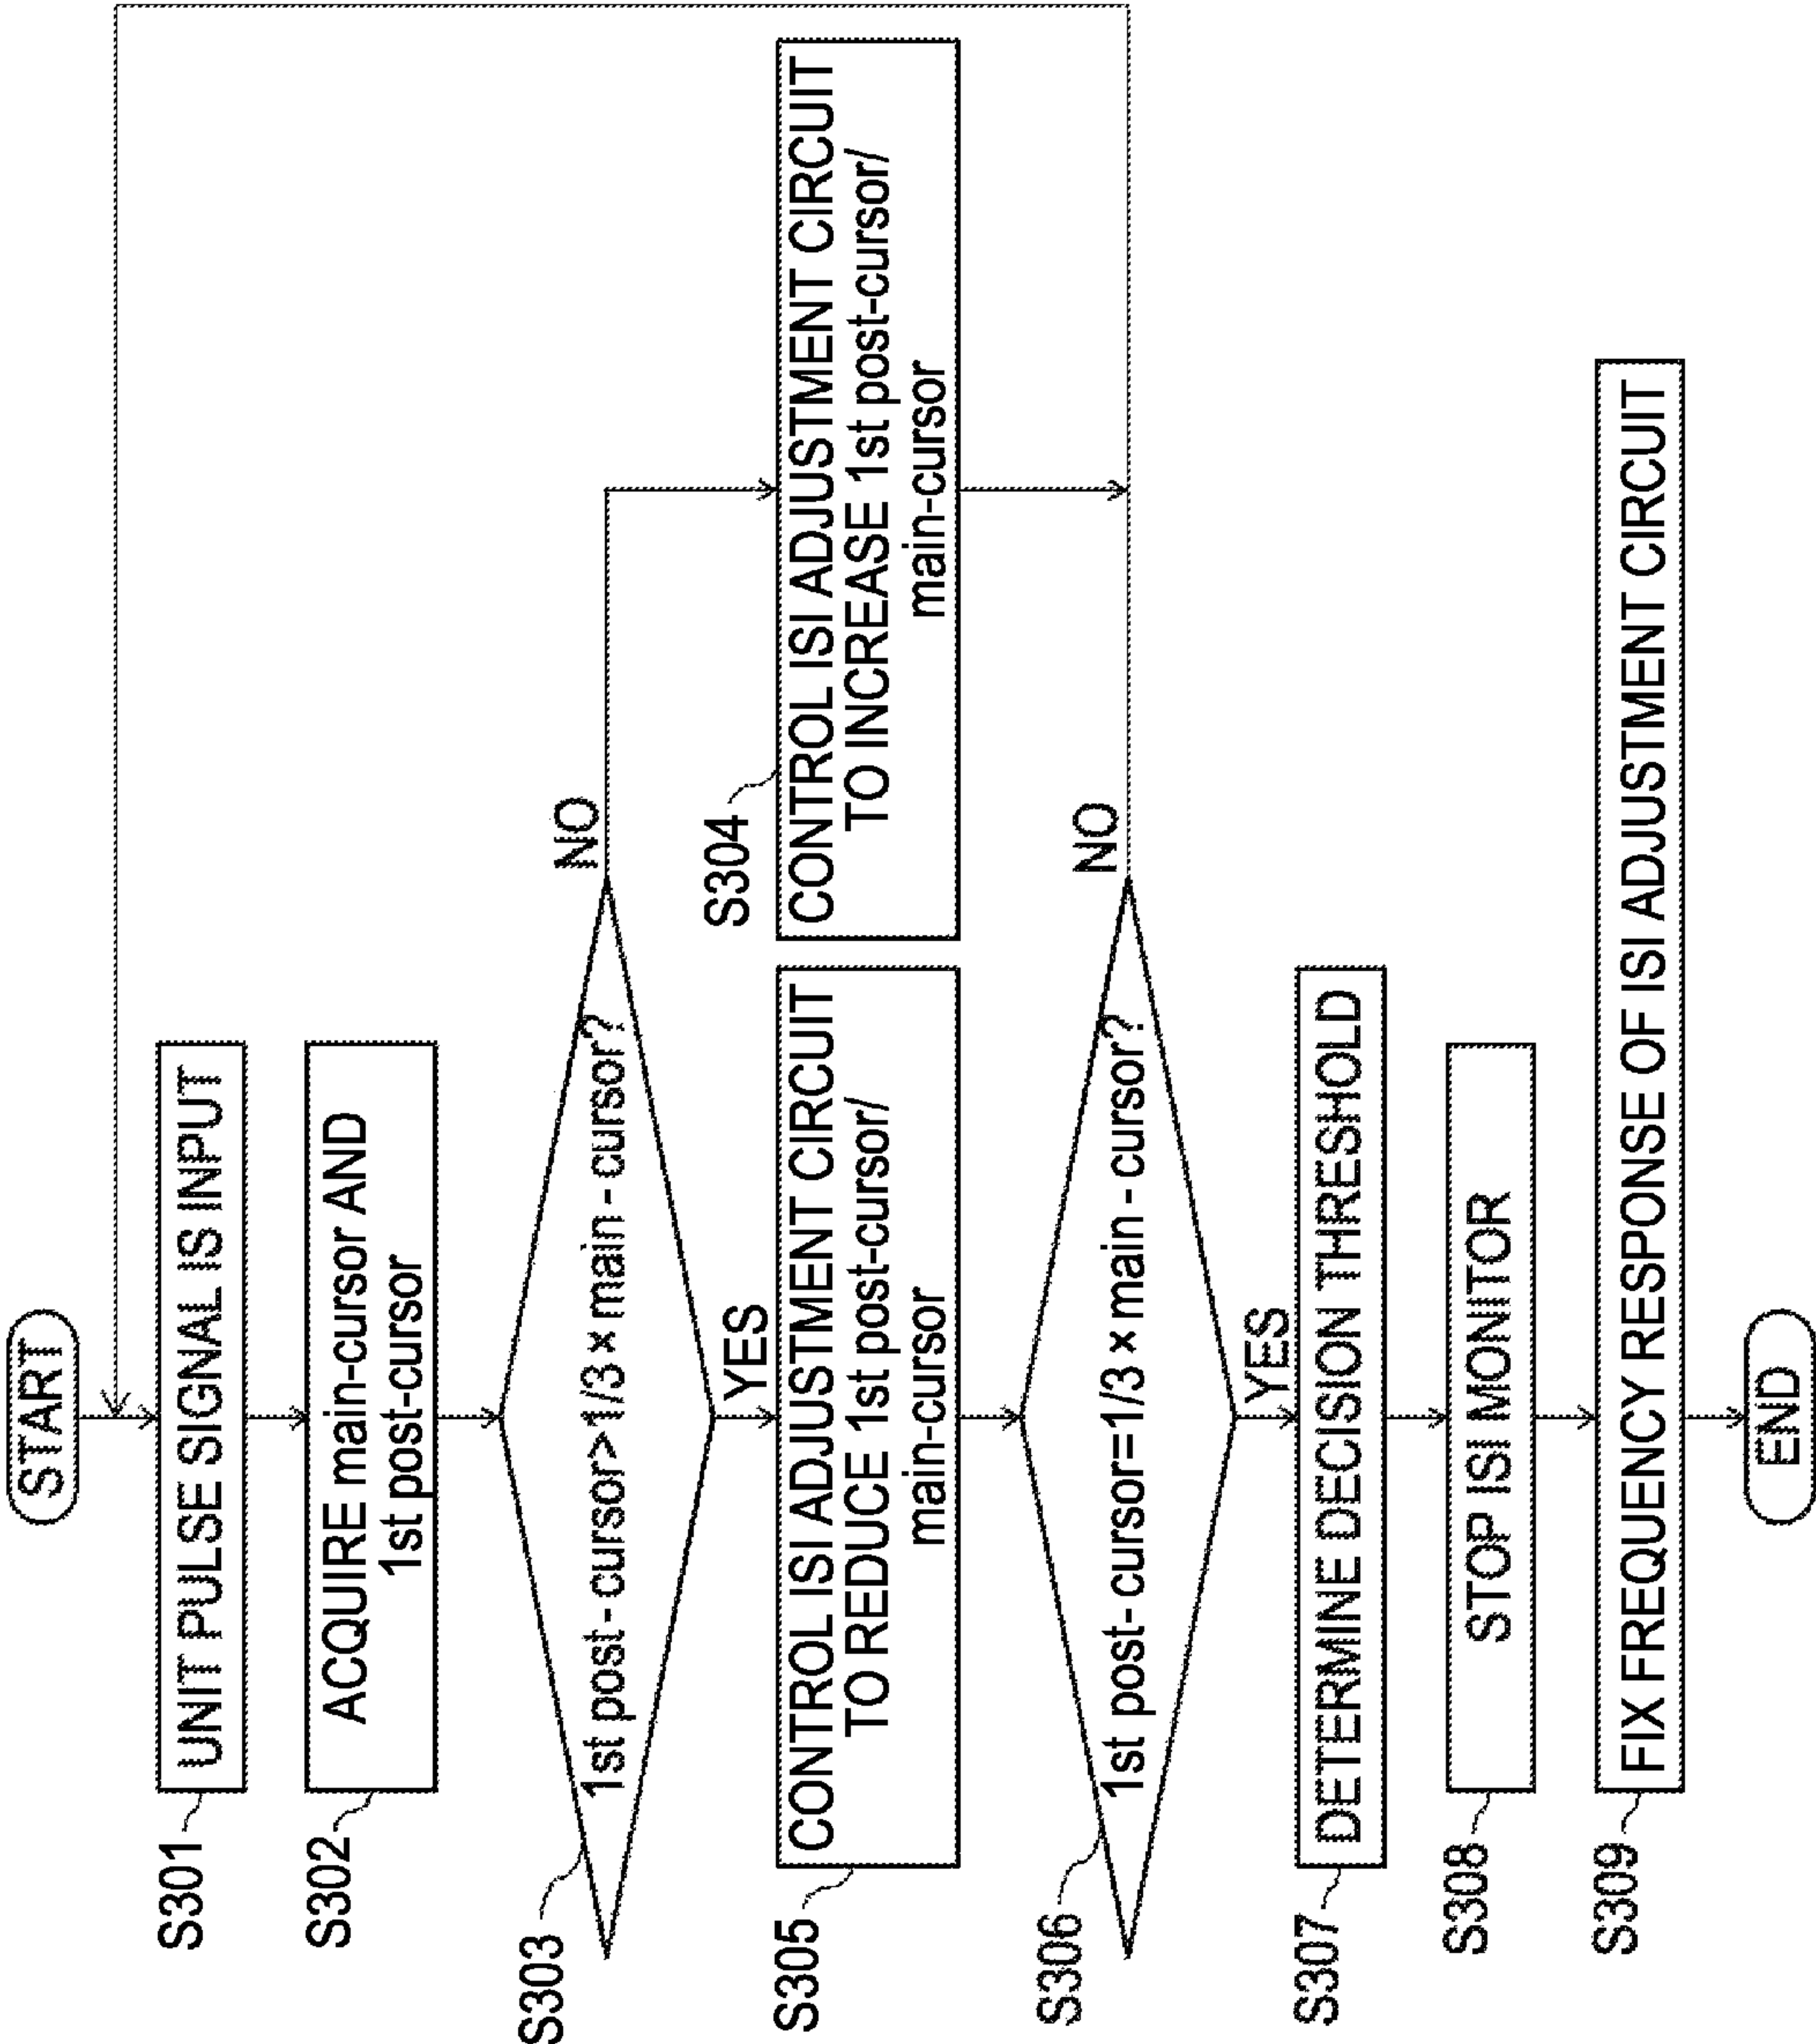 START
S301
UNIT PULSE SIGNAL IS INPUT
S302
ACQUIRE main-cursor AND
1st post-cursor
S303
1st post - cursor>1/3 × main - cursor?
NO
YES
S304
CONTROL ISI ADJUSTMENT CIRCUIT
TO INCREASE 1st post-cursor/
main-cursor
S305
CONTROL ISI ADJUSTMENT CIRCUIT
TO REDUCE 1st post-cursor/
main-cursor
S306
1st post- cursor=1/3 × main - cursor?
NO
YES
S307
DETERMINE DECISION THRESHOLD
S308
STOP ISI MONITOR
S309
FIX FREQUENCY RESPONSE OF ISI ADJUSTMENT CIRCUIT
END